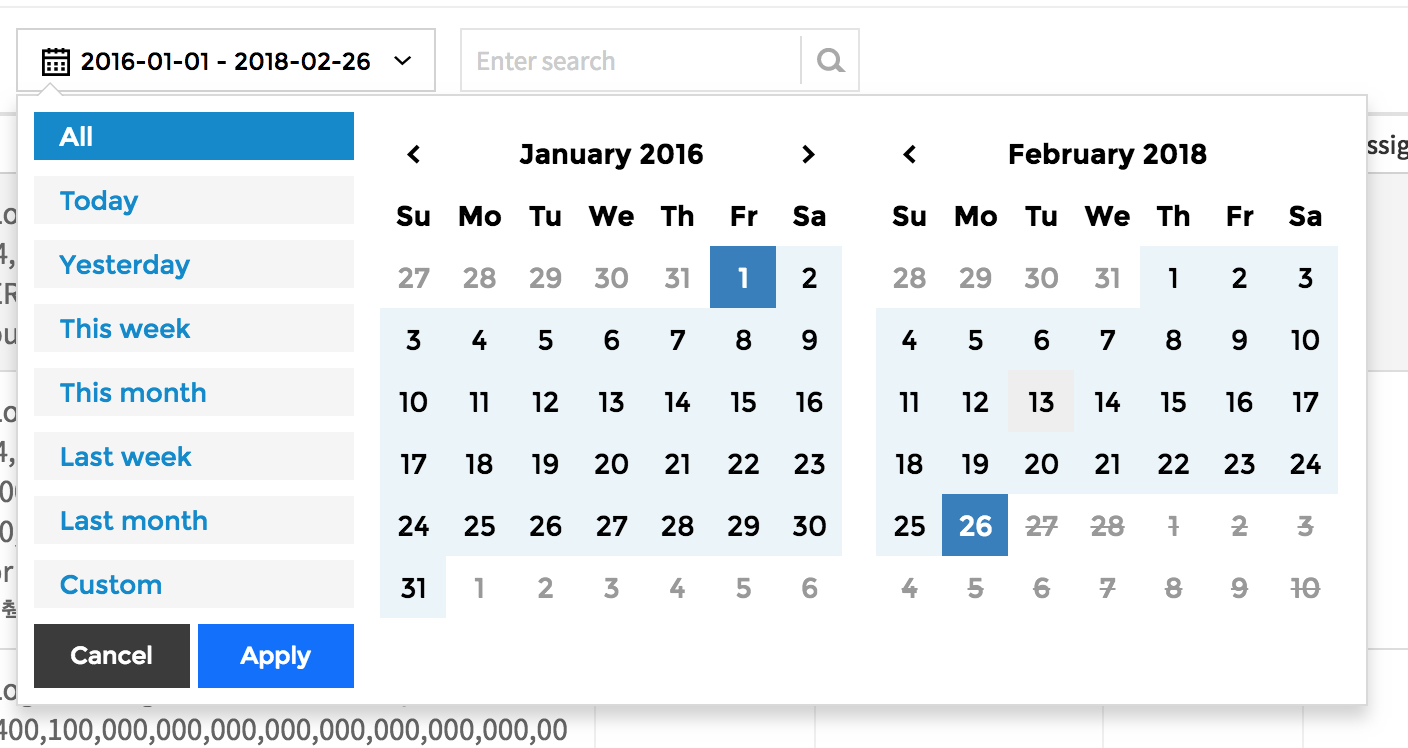 2016-01-01 - 2018-02-26
Enter search
All
Today
Yesterday
This week
This month
Last week
Last month
Custom
Cancel Apply
January 2016
Su Mo Tu We Th Fr Sa
27 28 29 30 31 1 2
3 4 5 6 7 8 9
10 11 12 13 14 15 16
17 18 19 20 21 22 23
24 25 26 27 28 29 30
31 1 2 3 4 5 6
February 2018
Su Mo Tu We Th Fr Sa
28 29 30 31 1 2 3
4 5 6 7 8 9 10
11 12 13 14 15 16 17
18 19 20 21 22 23 24
25 26 27 28 1 2 3
4 5 6 7 8 9 10
400,100,000,000,000,000,000,000,000,000,00